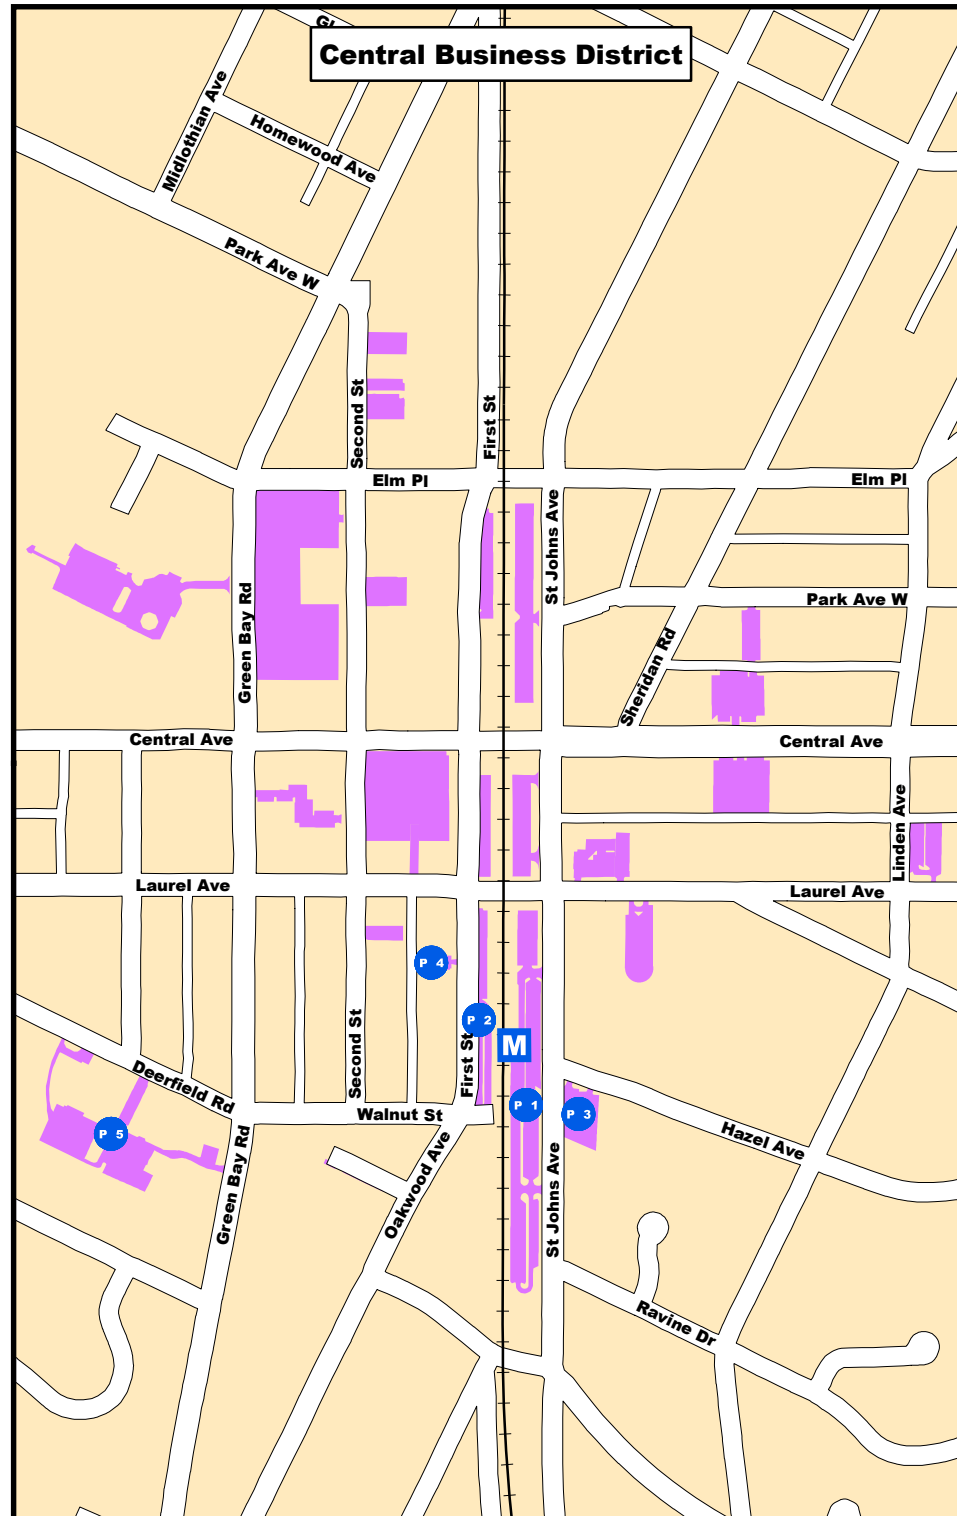 Central Business District
Midlothian Ave
Homewood Ave
Park Ave W
Second St
First St
Elm Pl
Elm Pl
St Johns Ave
Green Bay Rd
Park Ave W
Sheridan Rd
Central Ave
Central Ave
Linden Ave
Laurel Ave
Laurel Ave
P 4
P 2
M
Second St
First St
Deerfield Rd
Walnut St
P 1
P 3
P 5
Hazel Ave
Green Bay Rd
Oakwood Ave
St Johns Ave
Ravine Dr